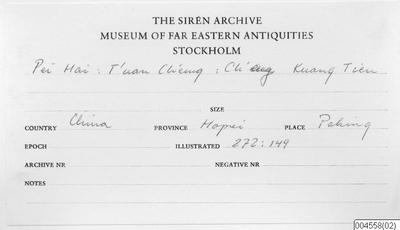 THE SIRÉN ARCHIVE
MUSEUM OF FAR EASTERN ANTIQUITIES
STOCKHOLM
Pei Hai : T'uan Ch'eng : Ch'eng Kuang Tien
SIZE
COUNTRY China PROVINCE Hopei PLACE Peking
EPOCH ILLUSTRATED 272:149
ARCHIVE NR NEGATIVE NR
NOTES
004558(02)